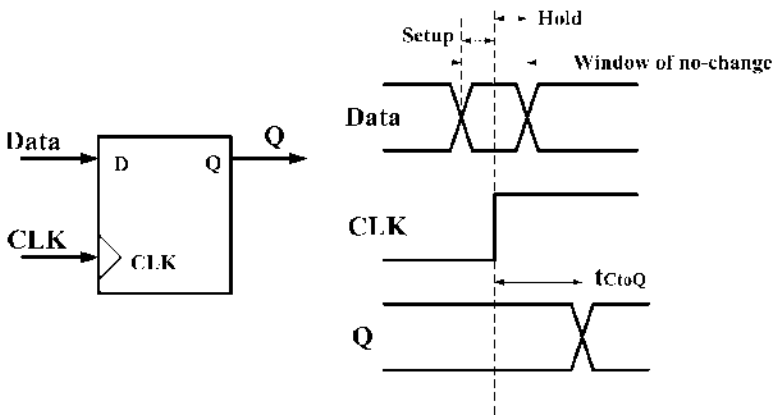 Data
D
Q
Q
CLK
CLK
Hold
Setup
Window of no-change
Data
CLK
tCtoQ
Q